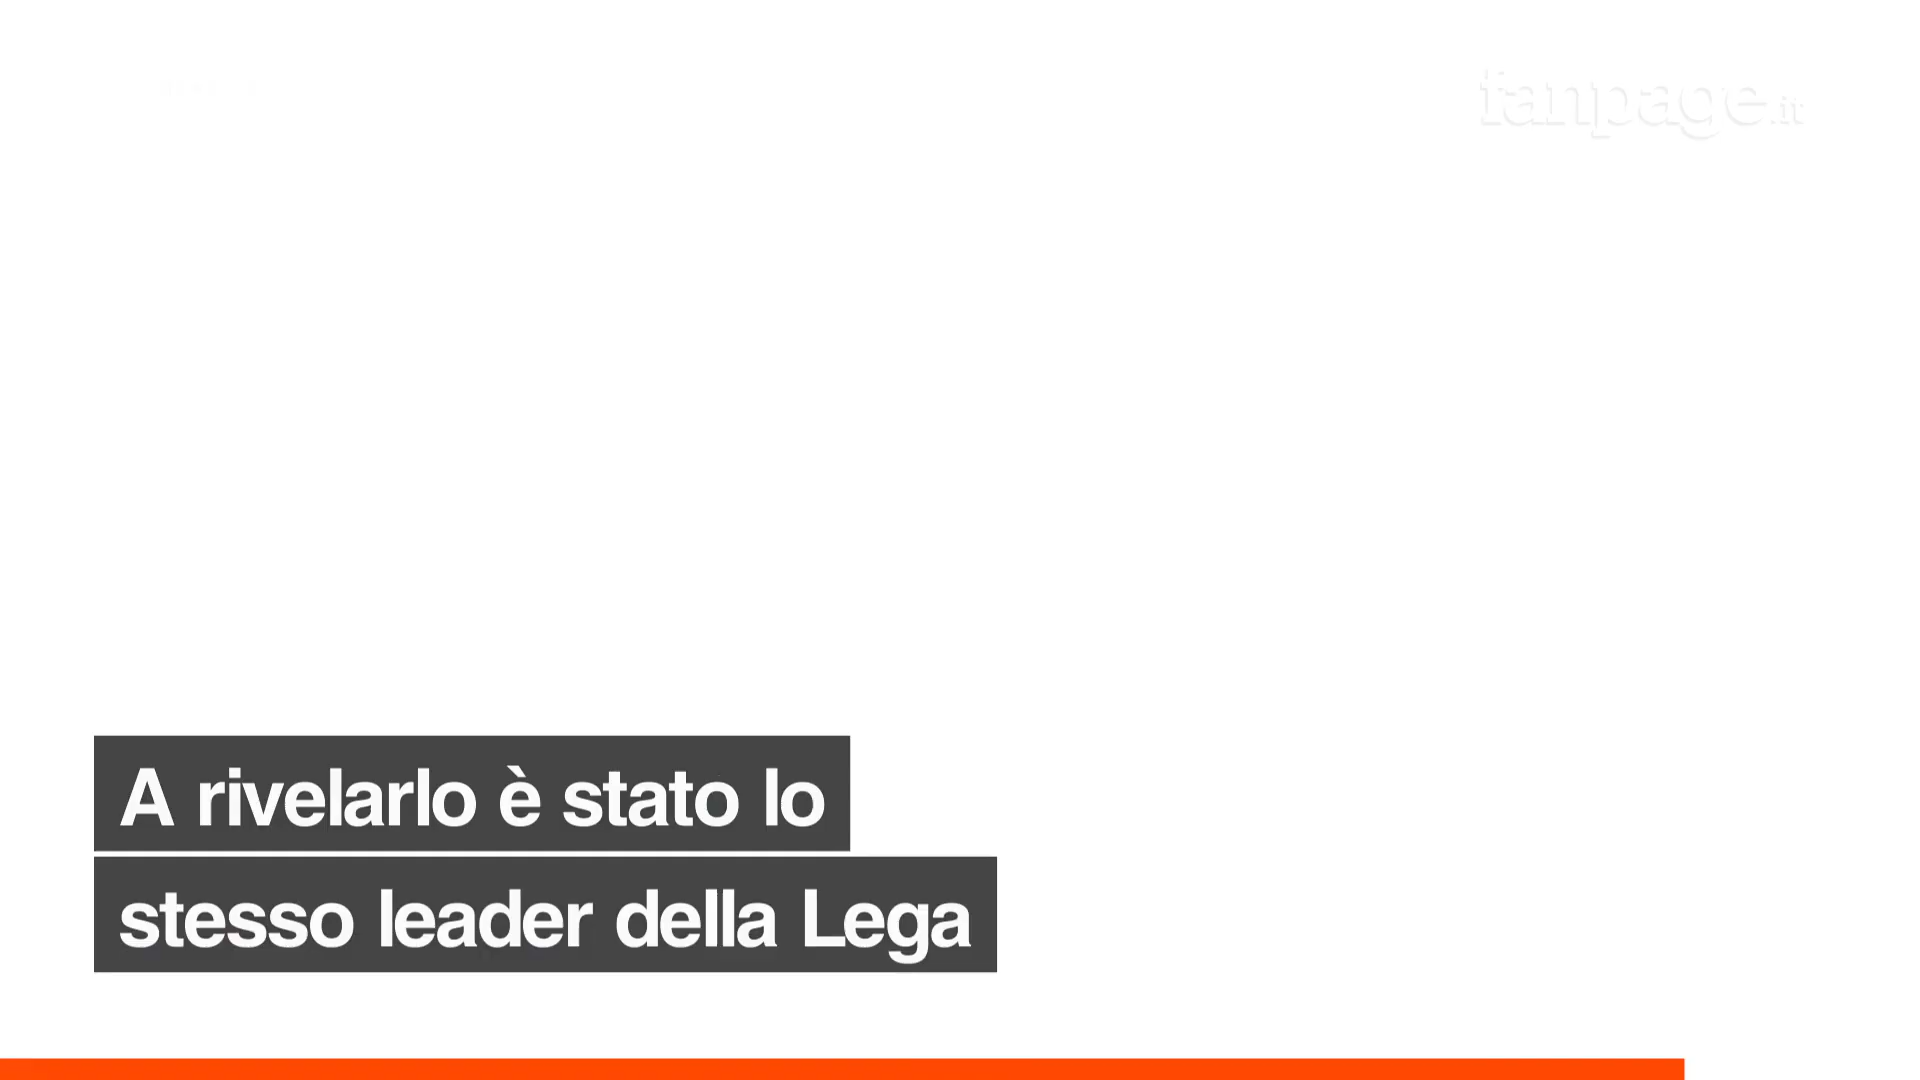 fanpage.it
A rivelarlo è stato lo
stesso leader della Lega